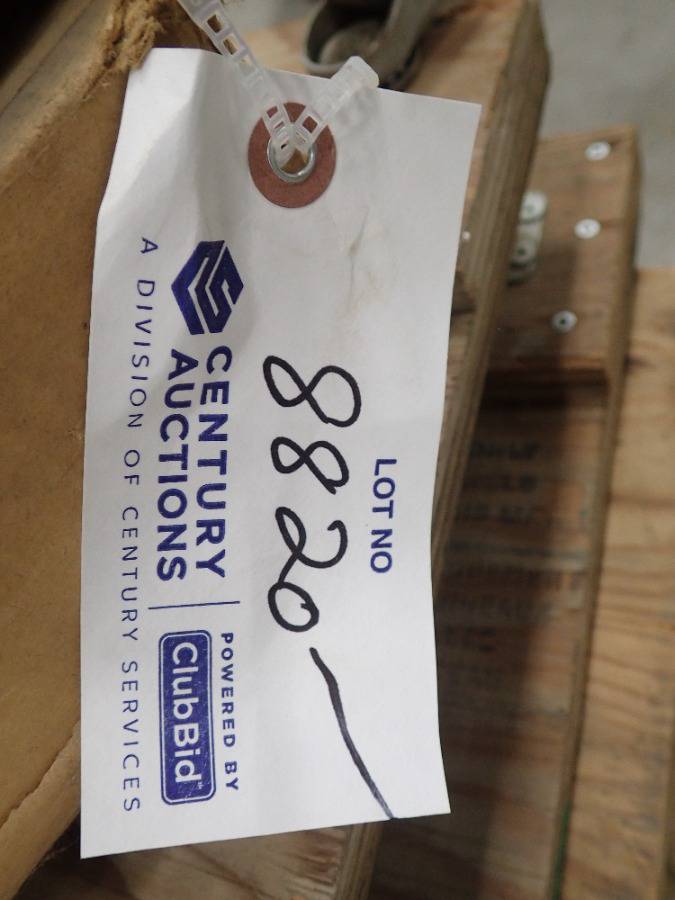 LOT NO
8820
CENTURY
AUCTIONS
POWERED BY
ClubBid
A DIVISION OF CENTURY SERVICES